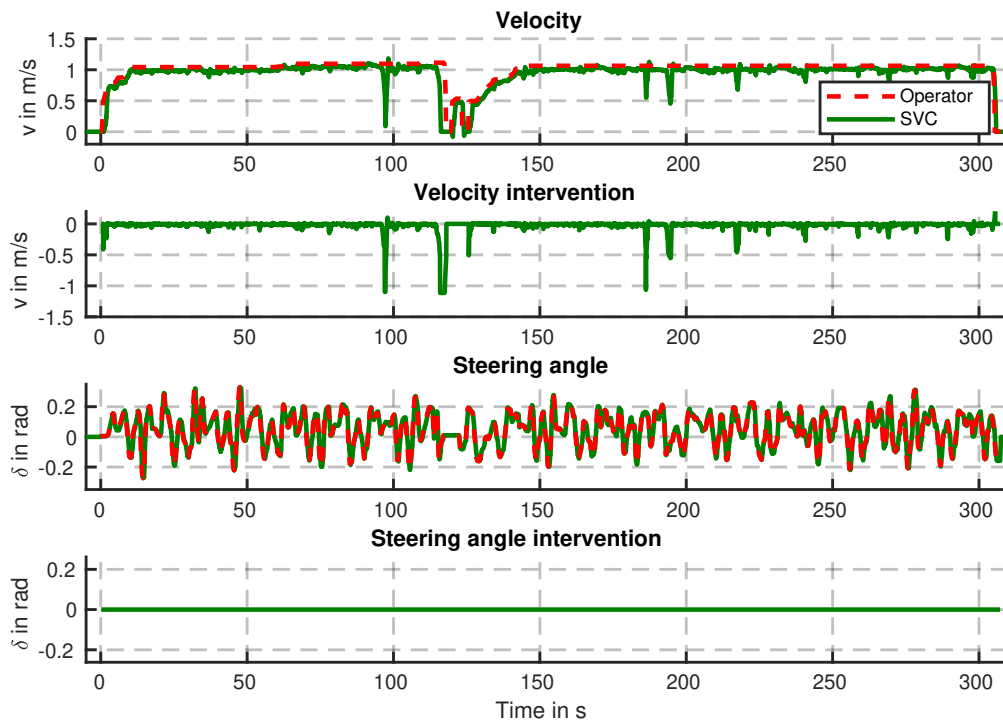 Velocity
v in m/s
1.5
1
0.5
0
Operator
SVC
0 50 100 150 200 250 300
Velocity intervention
v in m/s
0
-0.5
-1
-1.5
0 50 100 150 200 250 300
Steering angle
δ in rad
0.2
0
-0.2
0 50 100 150 200 250 300
Steering angle intervention
δ in rad
0.2
0
-0.2
0 50 100 150 200 250 300
Time in s